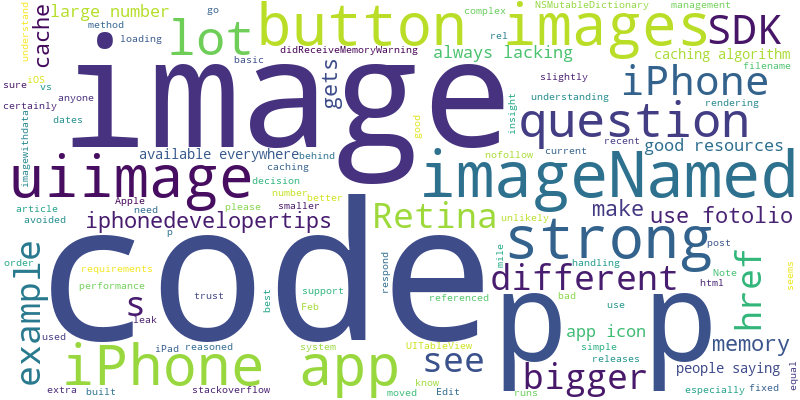 large number
go
method
complex
NSMutableDictionary
management
understand
cache
loading
lot
button
images
SDK
rel
didReceiveMemoryWarning
basic
always lacking
caching algorithm
iOS
vs
image
gets
slightly
iPhone
filename
sure
anyone
certainly
dates
good
insight
understanding
rendering
question
recent
imagewithdata
available everywhere
behind
caching
nofollow
current
good resources
uiimage
decision
number
better
imageNamed
Apple
need
smaller
please
article
avoided
iphonedevelopertips
Retina
unlikely
make
use fotolio
p
order
code
respond
strong
post
mile
handling
Note
html
href
seems
example
requirements
performance
trust
best
support
Feb
referenced
different
bad
use
s
leak
system
UITableView
pp
app icon
simple
releases
memory
used
iPad
reasoned
iPhone app
see
bigger
people saying
extra
built
stackoverflow
moved
know
Edit
runs
especially
fixed
equal